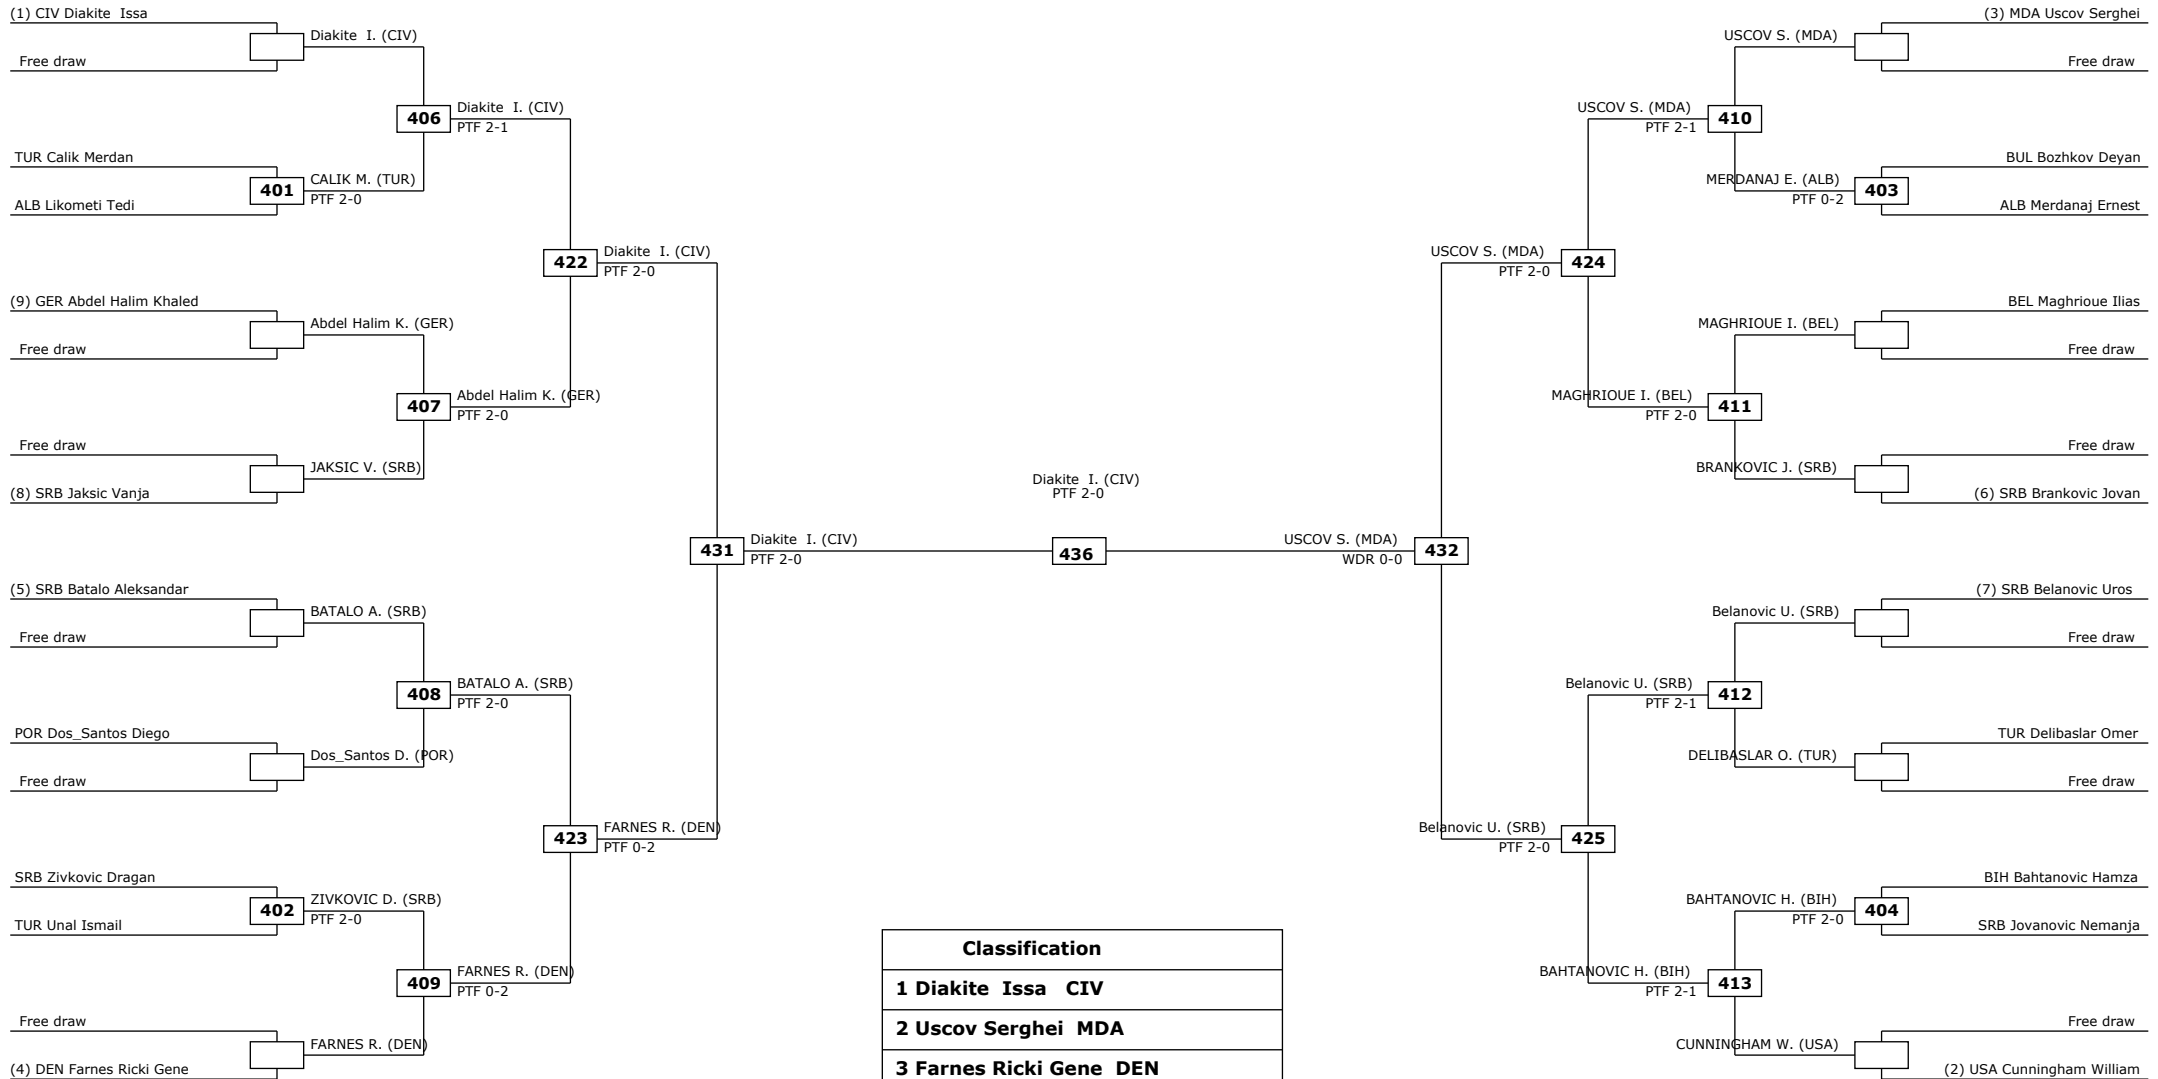 (1) CIV Diakite  Issa
Free draw
Diakite  I. (CIV)
406
Diakite  I. (CIV)
PTF 2-1
TUR Calik Merdan
ALB Likometi Tedi
401
CALIK M. (TUR)
PTF 2-0
422
Diakite  I. (CIV)
PTF 2-0
(9) GER Abdel Halim Khaled
Free draw
Abdel Halim K. (GER)
407
Abdel Halim K. (GER)
PTF 2-0
Free draw
(8) SRB Jaksic Vanja
JAKSIC V. (SRB)
431
Diakite  I. (CIV)
PTF 2-0
(5) SRB Batalo Aleksandar
Free draw
BATALO A. (SRB)
408
BATALO A. (SRB)
PTF 2-0
POR Dos_Santos Diego
Free draw
Dos_Santos D. (POR)
423
FARNES R. (DEN)
PTF 0-2
SRB Zivkovic Dragan
TUR Unal Ismail
402
ZIVKOVIC D. (SRB)
PTF 2-0
409
FARNES R. (DEN)
PTF 0-2
Free draw
(4) DEN Farnes Ricki Gene
FARNES R. (DEN)
Diakite  I. (CIV)
PTF 2-0
436
(3) MDA Uscov Serghei
Free draw
USCOV S. (MDA)
410
USCOV S. (MDA)
PTF 2-1
BUL Bozhkov Deyan
ALB Merdanaj Ernest
403
MERDANAJ E. (ALB)
PTF 0-2
424
USCOV S. (MDA)
PTF 2-0
BEL Maghrioue Ilias
Free draw
MAGHRIOUE I. (BEL)
411
MAGHRIOUE I. (BEL)
PTF 2-0
Free draw
(6) SRB Brankovic Jovan
BRANKOVIC J. (SRB)
432
USCOV S. (MDA)
WDR 0-0
(7) SRB Belanovic Uros
Free draw
Belanovic U. (SRB)
412
Belanovic U. (SRB)
PTF 2-1
TUR Delibaslar Omer
Free draw
DELIBASLAR O. (TUR)
425
Belanovic U. (SRB)
PTF 2-0
BIH Bahtanovic Hamza
SRB Jovanovic Nemanja
404
BAHTANOVIC H. (BIH)
PTF 2-0
413
BAHTANOVIC H. (BIH)
PTF 2-1
Free draw
(2) USA Cunningham William
CUNNINGHAM W. (USA)
Classification
1 Diakite  Issa   CIV
2 Uscov Serghei  MDA
3 Farnes Ricki Gene  DEN